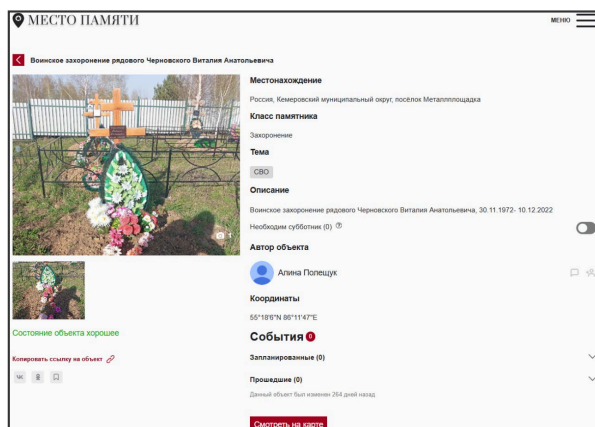 МЕСТО ПАМЯТИ
МЕНЮ
Воинское захоронение рядового Черновского Виталия Анатольевича
Местонахождение
Россия, Кемеровский муниципальный округ, посёлок Металлплощадка
Класс памятника
Захоронение
Тема
СВО
Описание
Воинское захоронение рядового Черновского Виталия Анатольевича, 30.11.1972- 10.12.2022
Необходим субботник (0) ?
Автор объекта
Алина Полещук
Координаты
55°18'6"N 86°11'47"E
События 0
Запланированные (0)
Прошедшие (0)
Данный объект был изменен 254 дней назад
Смотреть на карте
1
Состояние объекта хорошее
Копировать ссылку на объект